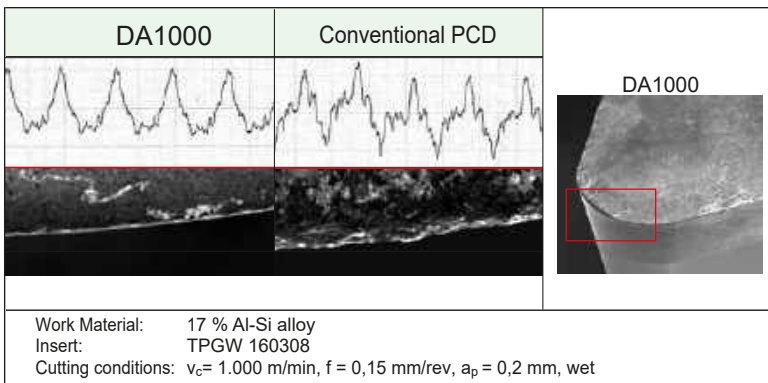 DA1000
Conventional PCD
DA1000
Work Material: 17 % Al-Si alloy
Insert: TPGW 160308
Cutting conditions: vc= 1.000 m/min, f = 0,15 mm/rev, ap = 0,2 mm, wet